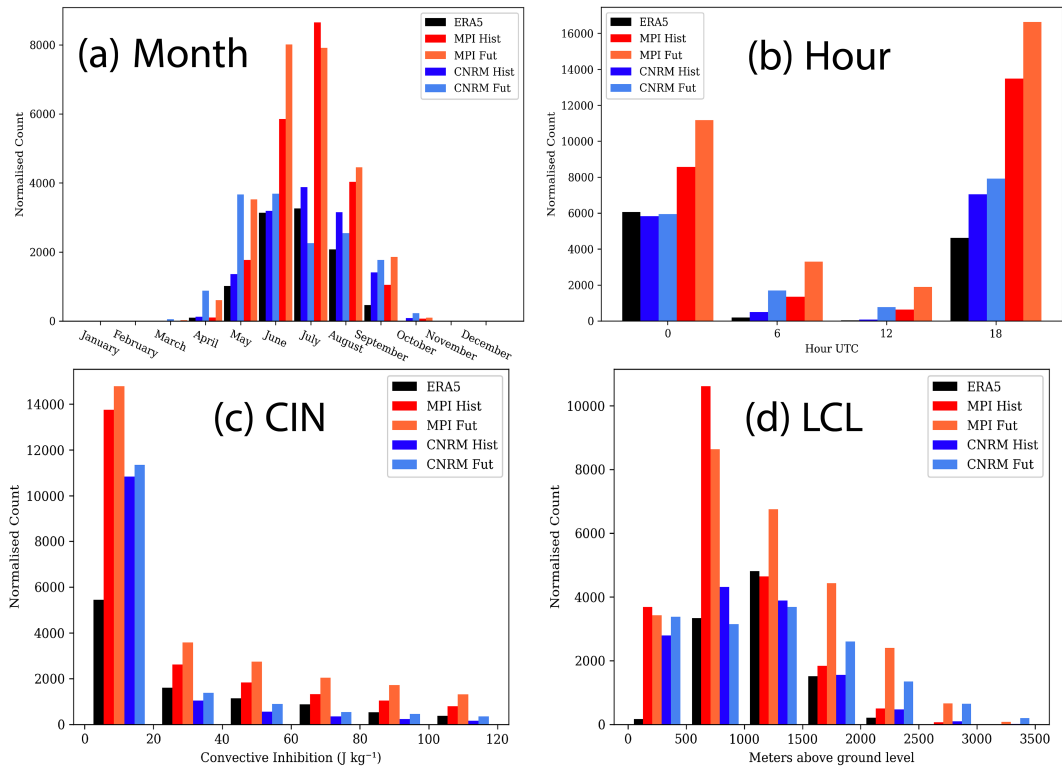 (a) Month
ERA5
MPI Hist
MPI Fut
CNRM Hist
CNRM Fut
Normalised Count
8000
6000
4000
2000
0
January
February
March
April
May
June
July
August
September
October
November
December
(b) Hour
ERA5
MPI Hist
MPI Fut
CNRM Hist
CNRM Fut
Normalised Count
16000
14000
12000
10000
8000
6000
4000
2000
0
0
6
12
18
Hour UTC
(c) CIN
ERA5
MPI Hist
MPI Fut
CNRM Hist
CNRM Fut
Normalised Count
14000
12000
10000
8000
6000
4000
2000
0
0
20
40
60
80
100
120
Convective Inhibition (J kg⁻¹)
(d) LCL
ERA5
MPI Hist
MPI Fut
CNRM Hist
CNRM Fut
Normalised Count
10000
8000
6000
4000
2000
0
0
500
1000
1500
2000
2500
3000
3500
Meters above ground level